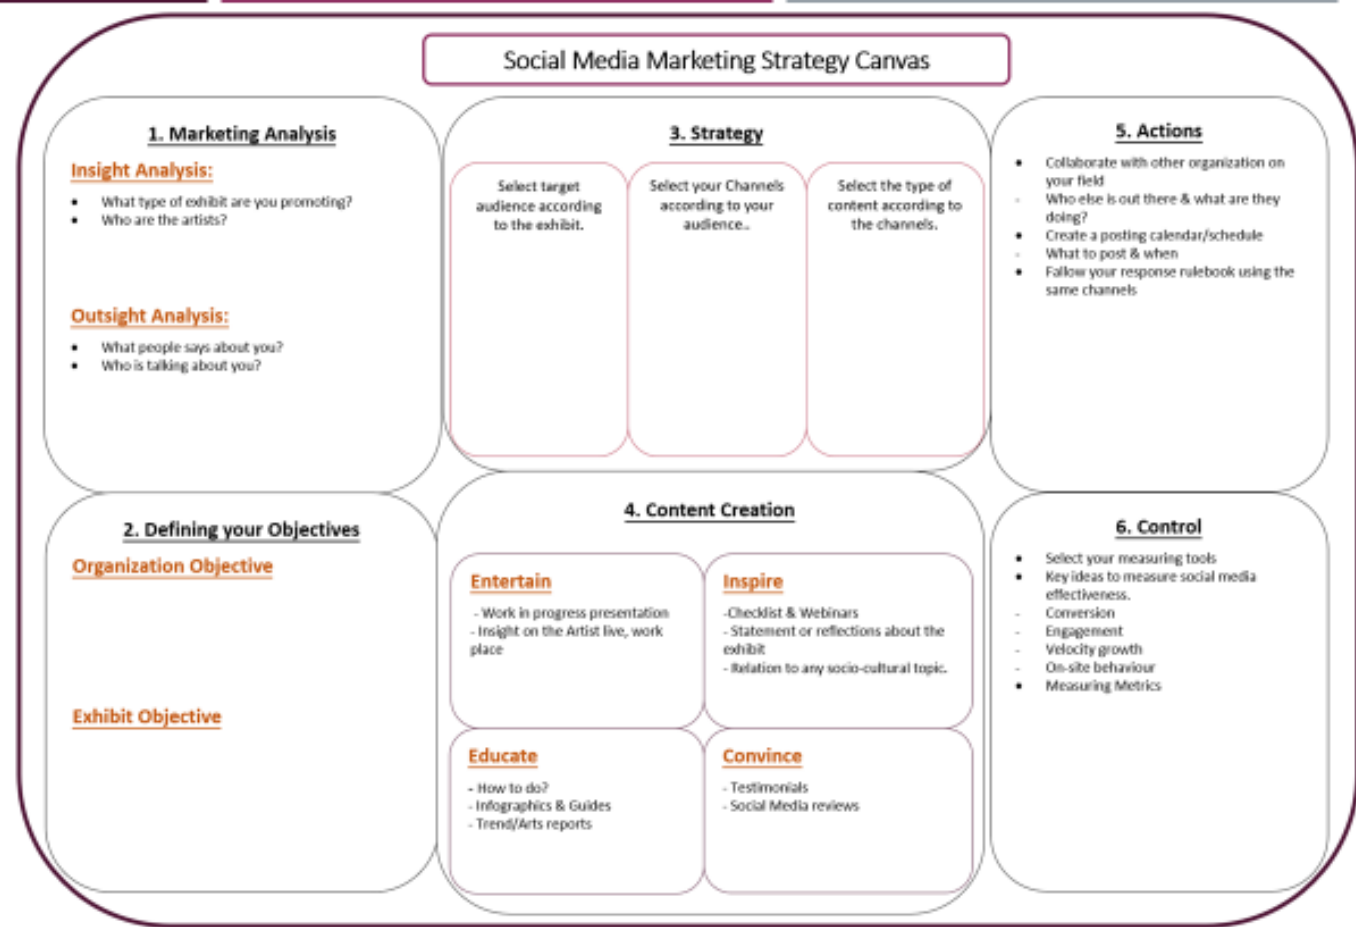 Social Media Marketing Strategy Canvas
1. Marketing Analysis
Insight Analysis:
• What type of exhibit are you promoting?
• Who are the artists?
Outsight Analysis:
• What people says about you?
• Who is talking about you?
2. Defining your Objectives
Organization Objective
Exhibit Objective
3. Strategy
Select target
audience according
to the exhibit.
Select your Channels
according to your
audience..
Select the type of
content according to
the channels.
4. Content Creation
Entertain
- Work in progress presentation
- Insight on the Artist live, work
place
Inspire
-Checklist & Webinars
- Statement or reflections about the
exhibit
- Relation to any socio-cultural topic.
Educate
- How to do?
- Infographics & Guides
- Trend/Arts reports
Convince
- Testimonials
- Social Media reviews
5. Actions
• Collaborate with other organization on
your field
- Who else is out there & what are they
doing?
• Create a posting calendar/schedule
- What to post & when
• Fallow your response rulebook using the
same channels
6. Control
• Select your measuring tools
• Key ideas to measure social media
effectiveness.
- Conversion
- Engagement
- Velocity growth
- On-site behaviour
• Measuring Metrics